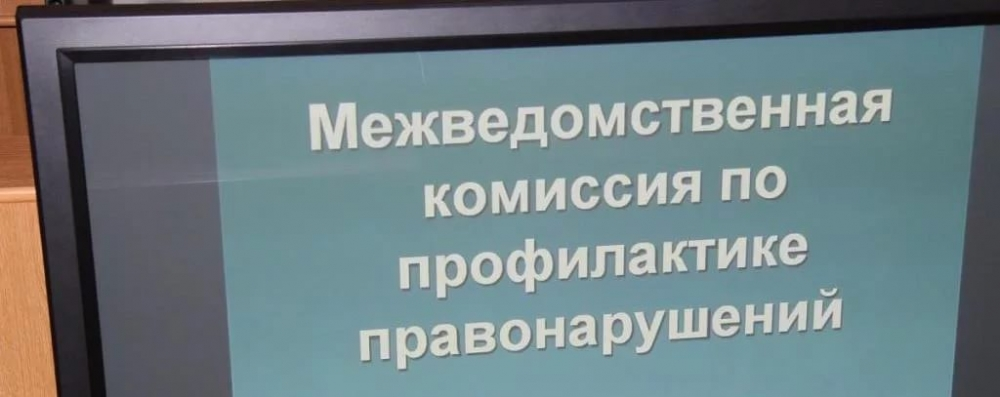 Межведомственная
комиссия по
профилактике
правонарушений